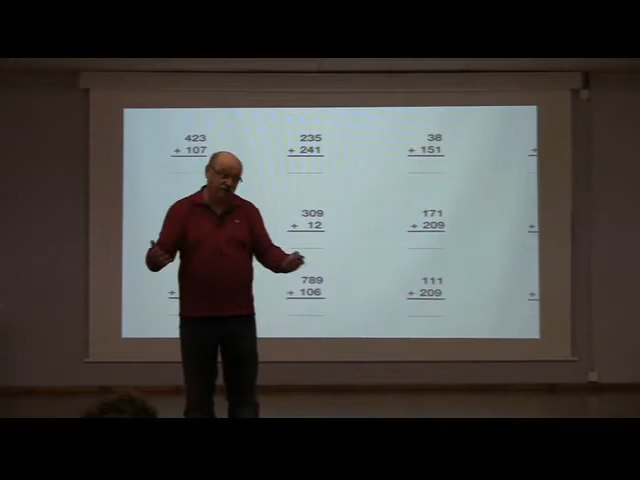 423 235 38
+ 107 + 241 + 151 +
309 171
+ 12 + 209 +
789 111
+ + 106 + 209 +